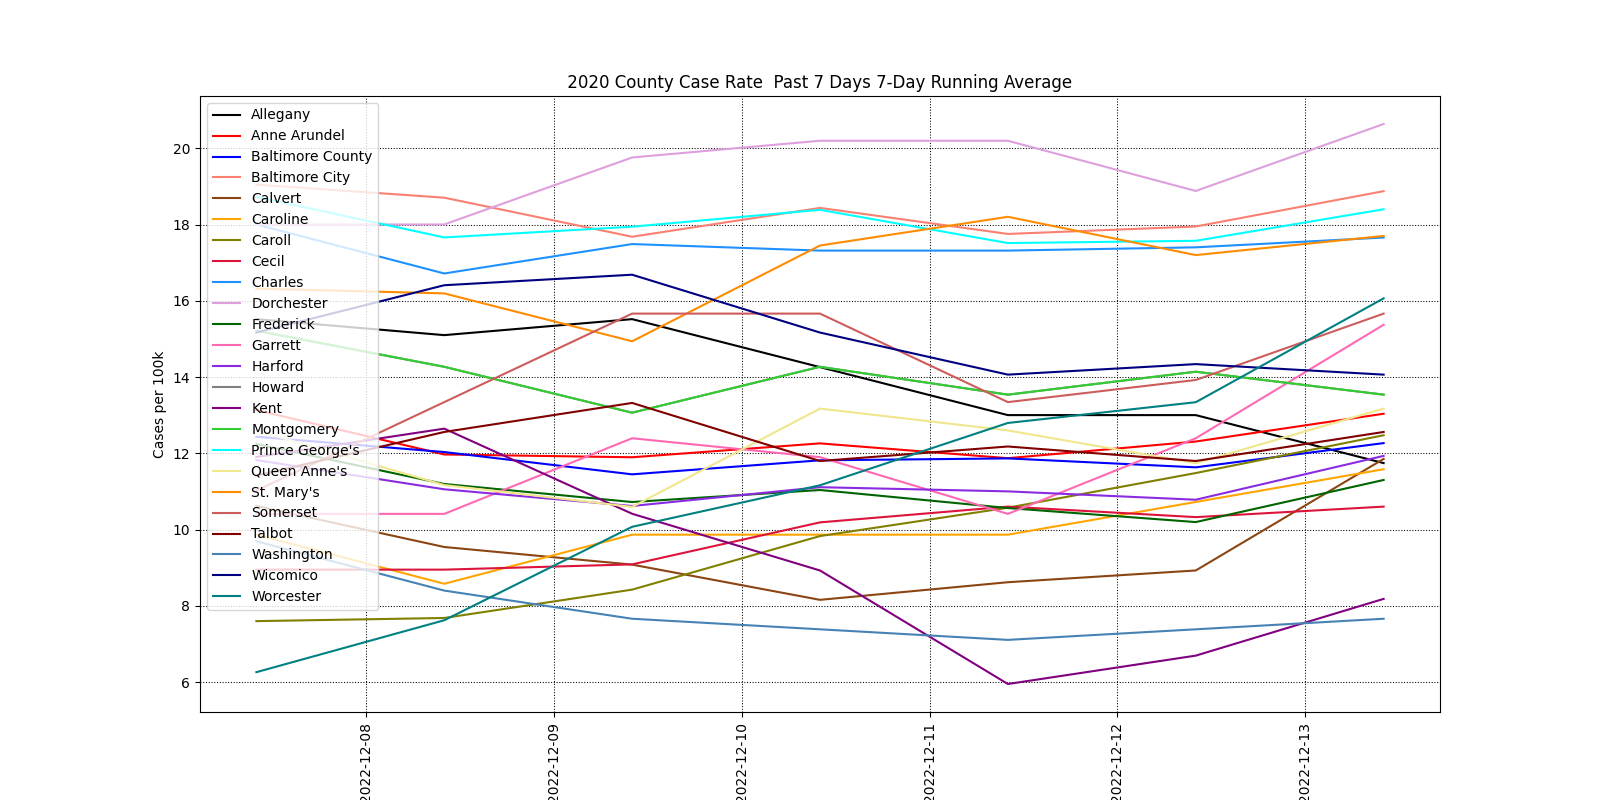 2020 County Case Rate  Past 7 Days 7-Day Running Average
Cases per 100k
20
18
16
14
12
10
8
6
Allegany
Anne Arundel
Baltimore County
Baltimore City
Calvert
Caroline
Caroll
Cecil
Charles
Dorchester
Frederick
Garrett
Harford
Howard
Kent
Montgomery
Prince George's
Queen Anne's
St. Mary's
Somerset
Talbot
Washington
Wicomico
Worcester
2022-12-08
2022-12-09
2022-12-10
2022-12-11
2022-12-12
2022-12-13